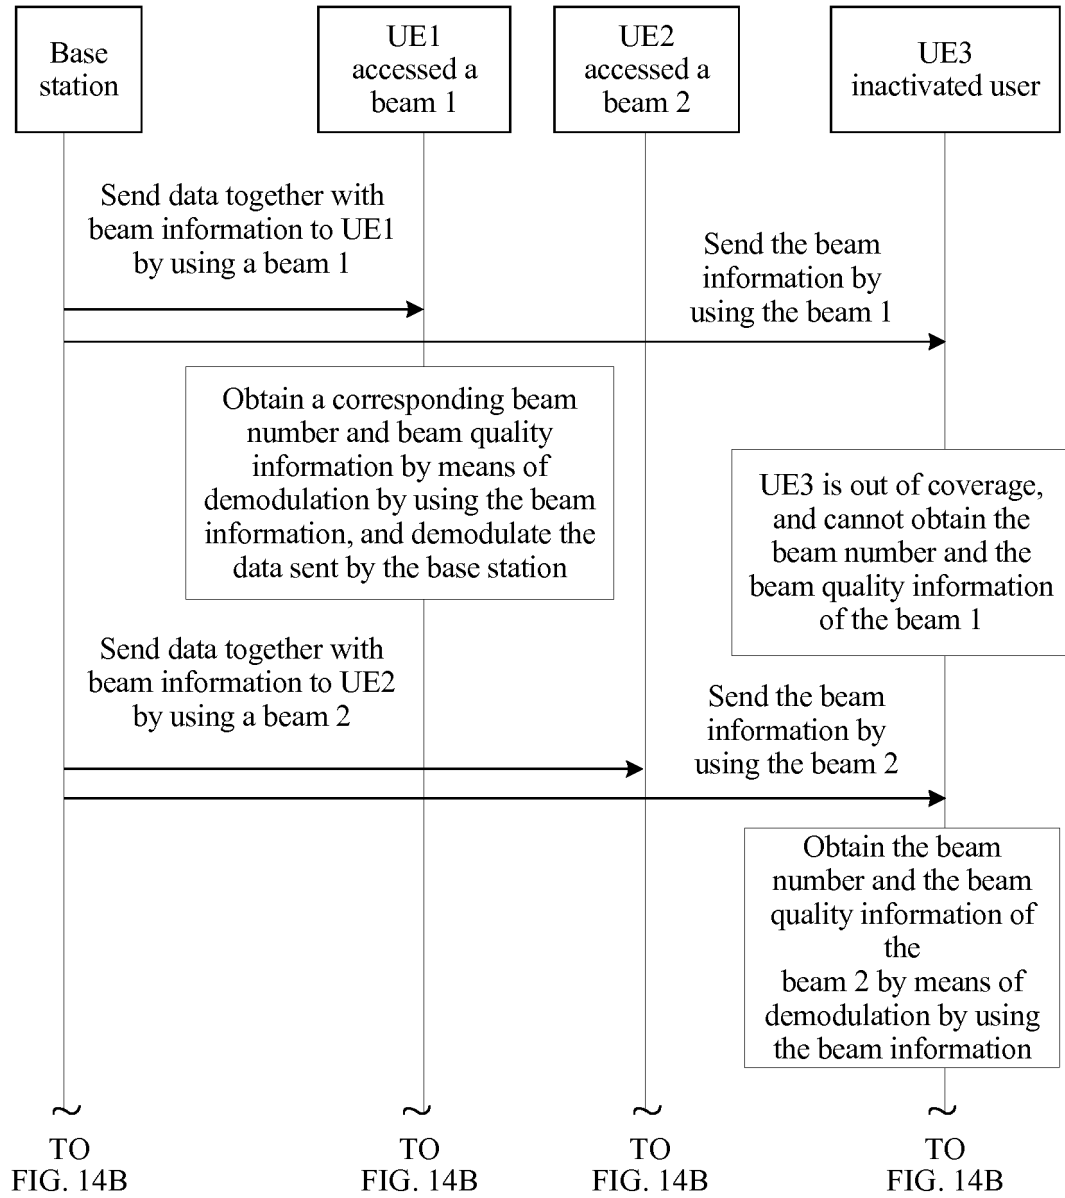 Base
station
UE1
accessed a
beam 1
UE2
accessed a
beam 2
UE3
inactivated user
Send data together with
beam information to UE1
by using a beam 1
Send the beam
information by
using the beam 1
Obtain a corresponding beam
number and beam quality
information by means of
demodulation by using the beam
information, and demodulate the
data sent by the base station
UE3 is out of coverage,
and cannot obtain the
beam number and the
beam quality information
of the beam 1
Send data together with
beam information to UE2
by using a beam 2
Send the beam
information by
using the beam 2
Obtain the beam
number and the beam
quality information of
the
beam 2 by means of
demodulation by using
the beam information
TO
FIG. 14B
TO
FIG. 14B
TO
FIG. 14B
TO
FIG. 14B